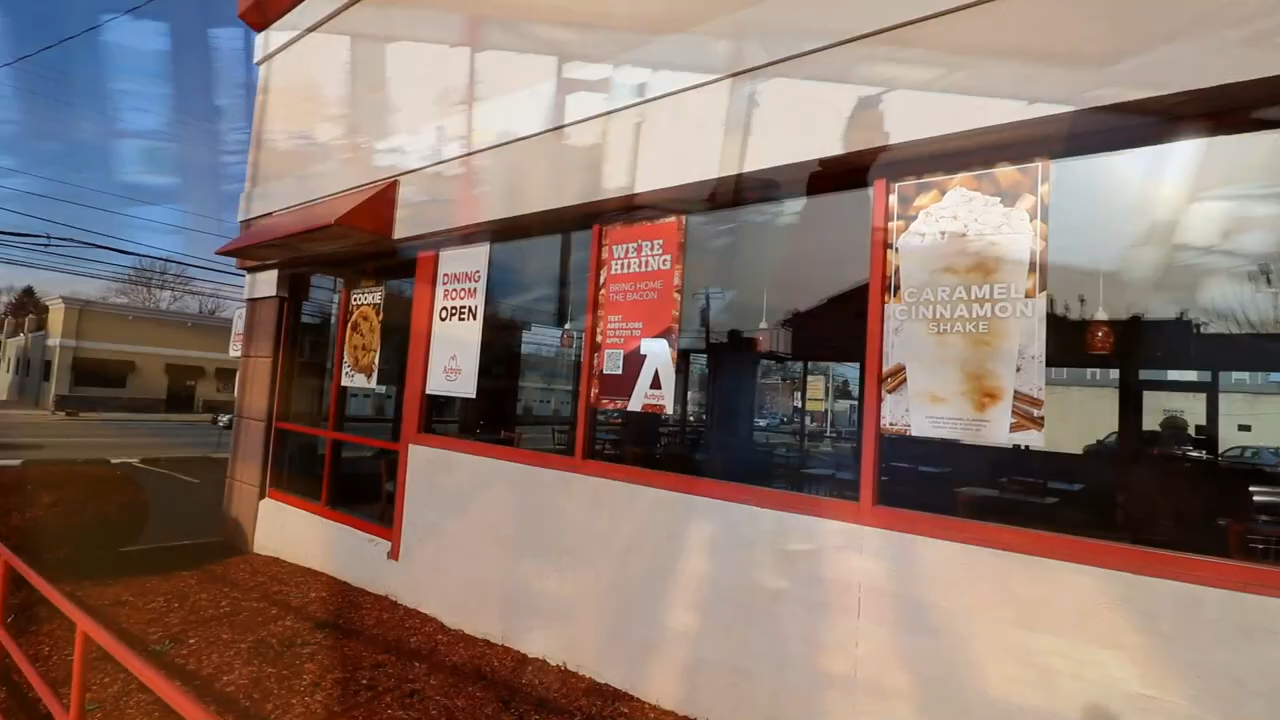 COOKIE
DINING
ROOM
OPEN
Arby's
WE'RE
HIRING
BRING HOME
THE BACON
TEXT
ARBYSJOBS
TO 97211 TO
APPLY
A
Arby's
CARAMEL
CINNAMON
SHAKE